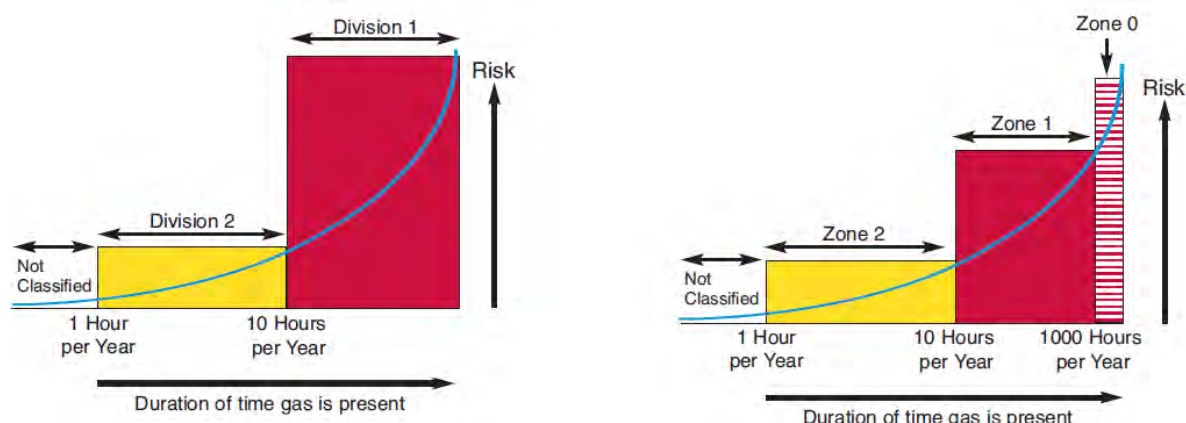 Division 1
Risk
Division 2
Not
Classified
1 Hour
per Year
10 Hours
per Year
Duration of time gas is present
Zone 0
Risk
Zone 1
Zone 2
Not
Classified
1 Hour
per Year
10 Hours
per Year
1000 Hours
per Year
Duration of time gas is present